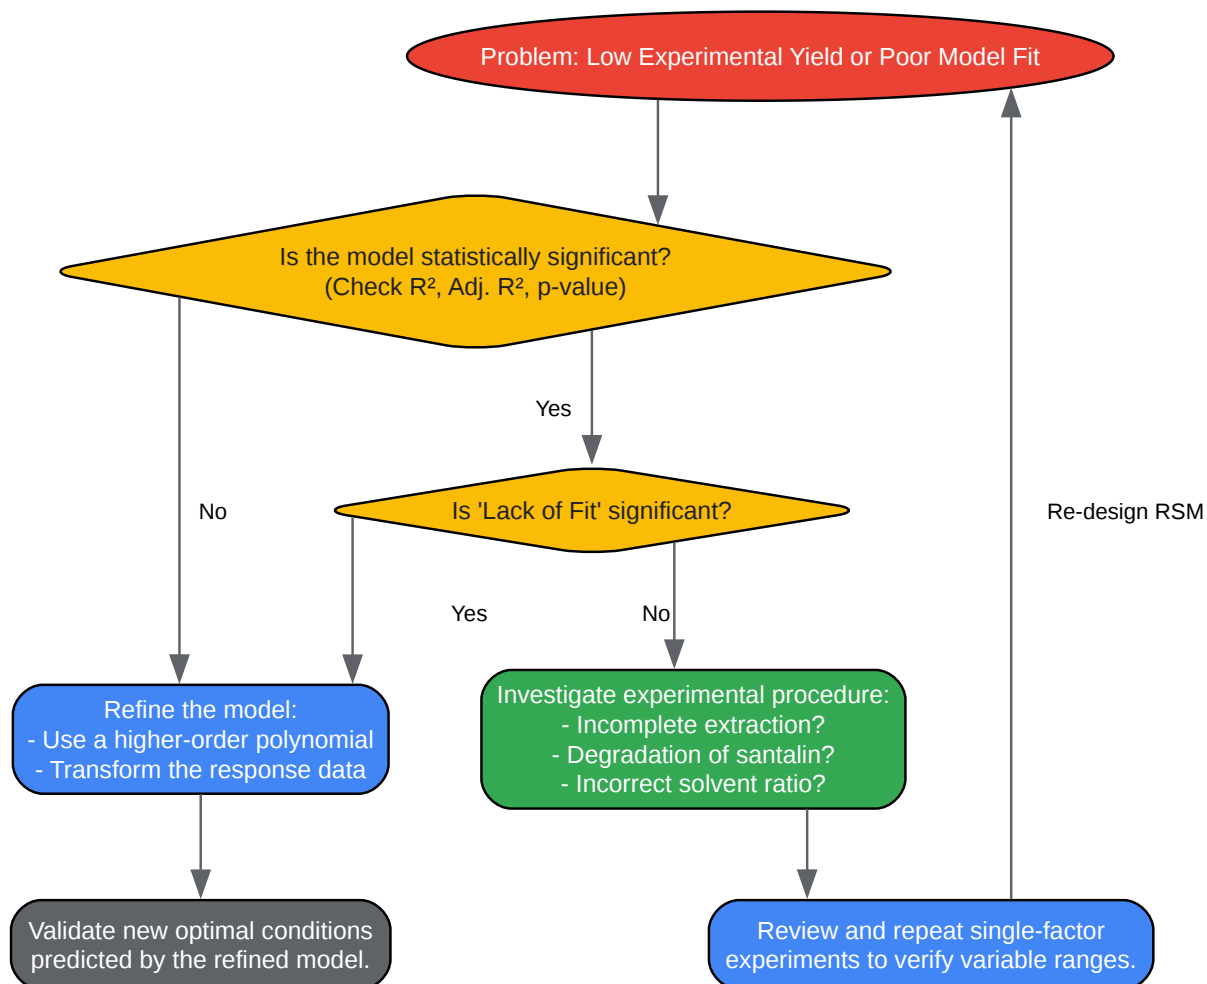 Problem: Low Experimental Yield or Poor Model Fit
Is the model statistically significant?
(Check R², Adj. R², p-value)
Yes
No
Is 'Lack of Fit' significant?
Re-design RSM
Yes
No
Refine the model:
- Use a higher-order polynomial
- Transform the response data
Investigate experimental procedure:
- Incomplete extraction?
- Degradation of santalin?
- Incorrect solvent ratio?
Validate new optimal conditions
predicted by the refined model.
Review and repeat single-factor
experiments to verify variable ranges.